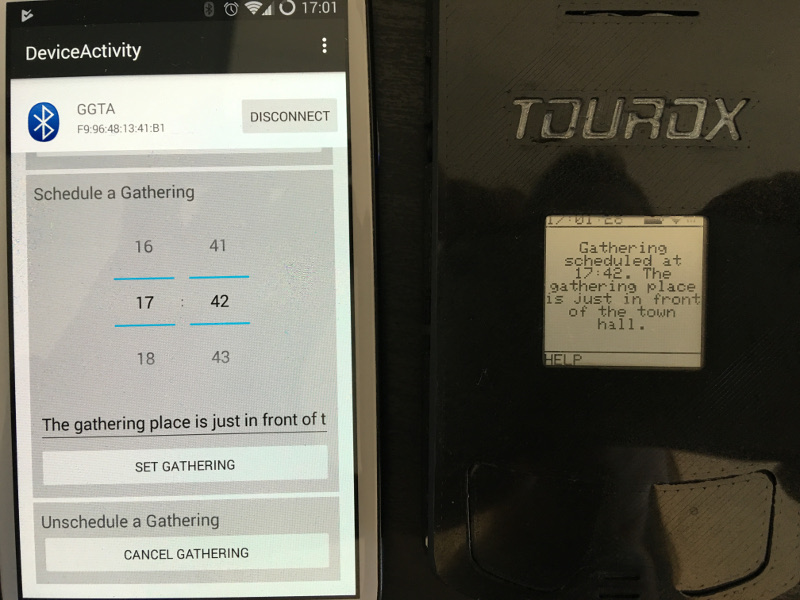 17:01
DeviceActivity
GGTA
F9:96:48:13:41:B1
DISCONNECT
Schedule a Gathering
16 41
17 : 42
18 43
The gathering place is just in front of t
SET GATHERING
Unschedule a Gathering
CANCEL GATHERING
TOUROX
17:01:28
Gathering
scheduled at
17:42. The
gathering place
is just in front
of the town
hall.
HELP